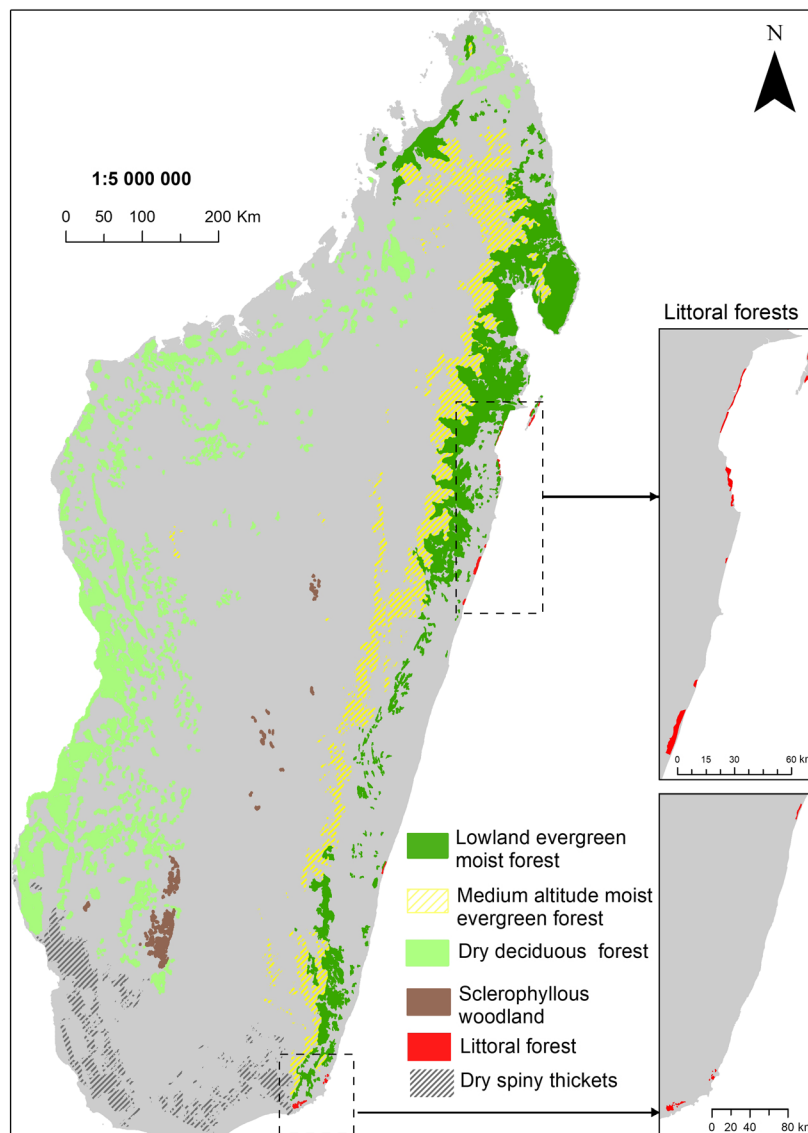 N
1:5 000 000
0 50 100 200 Km
Littoral forests
0 15 30 60 km
Lowland evergreen
moist forest
Medium altitude moist
evergreen forest
Dry deciduous forest
Sclerophyllous
woodland
Littoral forest
Dry spiny thickets
0 20 40 80 km